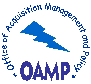 Office of Acquisition Management and Policy
OAMP